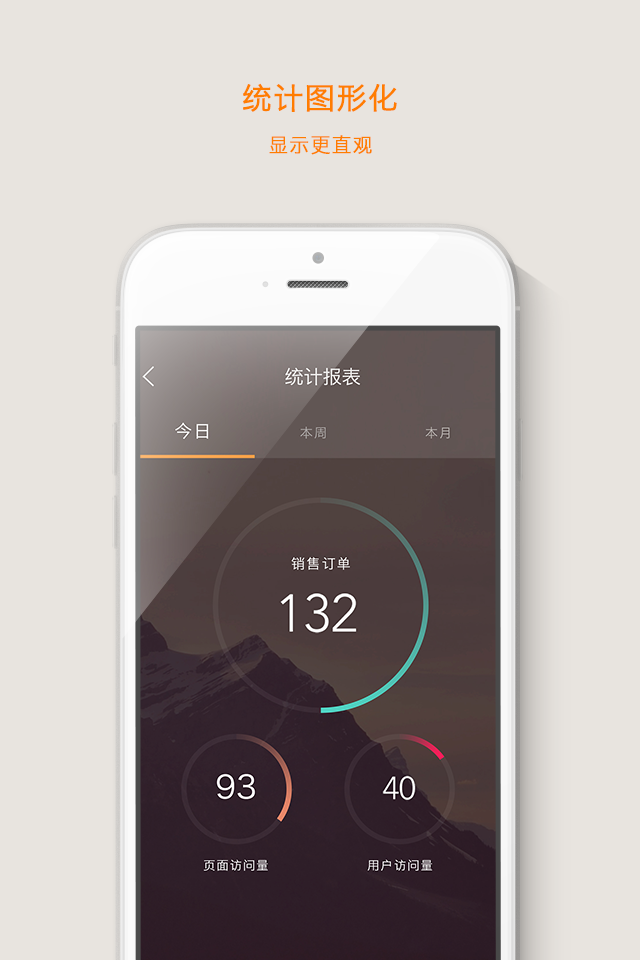 统计图形化
显示更直观
统计报表
今日
本周
本月
销售订单
132
93
40
页面访问量
用户访问量